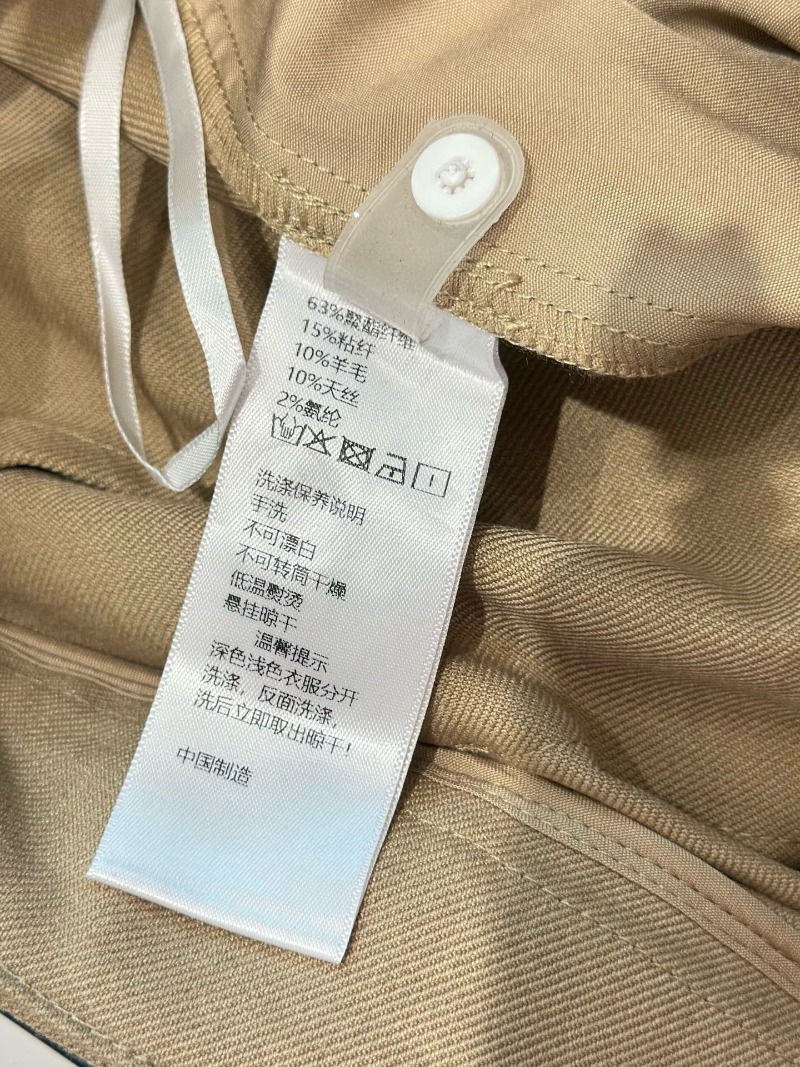 63%聚酯纤维
15%粘纤
10%羊毛
10%天丝
2%氨纶
洗涤保养说明
手洗
不可漂白
不可转筒干燥
低温熨烫
悬挂晾干
温馨提示
深色浅色衣服分开
洗涤，反面洗涤，
洗后立即取出晾干！
中国制造